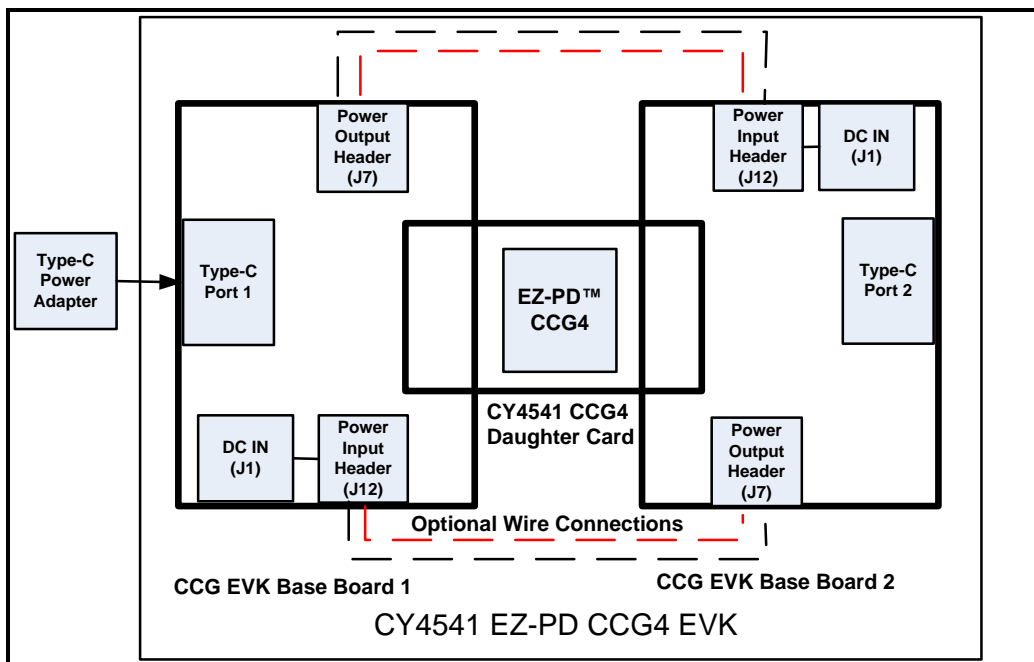 Power
Output
Header
(J7)
Power
Input
Header
(J12)
DC IN
(J1)
Type-C
Power
Adapter
Type-C
Port 1
EZ-PD™
CCG4
Type-C
Port 2
CY4541 CCG4
Daughter Card
DC IN
(J1)
Power
Input
Header
(J12)
Power
Output
Header
(J7)
Optional Wire Connections
CCG EVK Base Board 1
CCG EVK Base Board 2
CY4541 EZ-PD CCG4 EVK